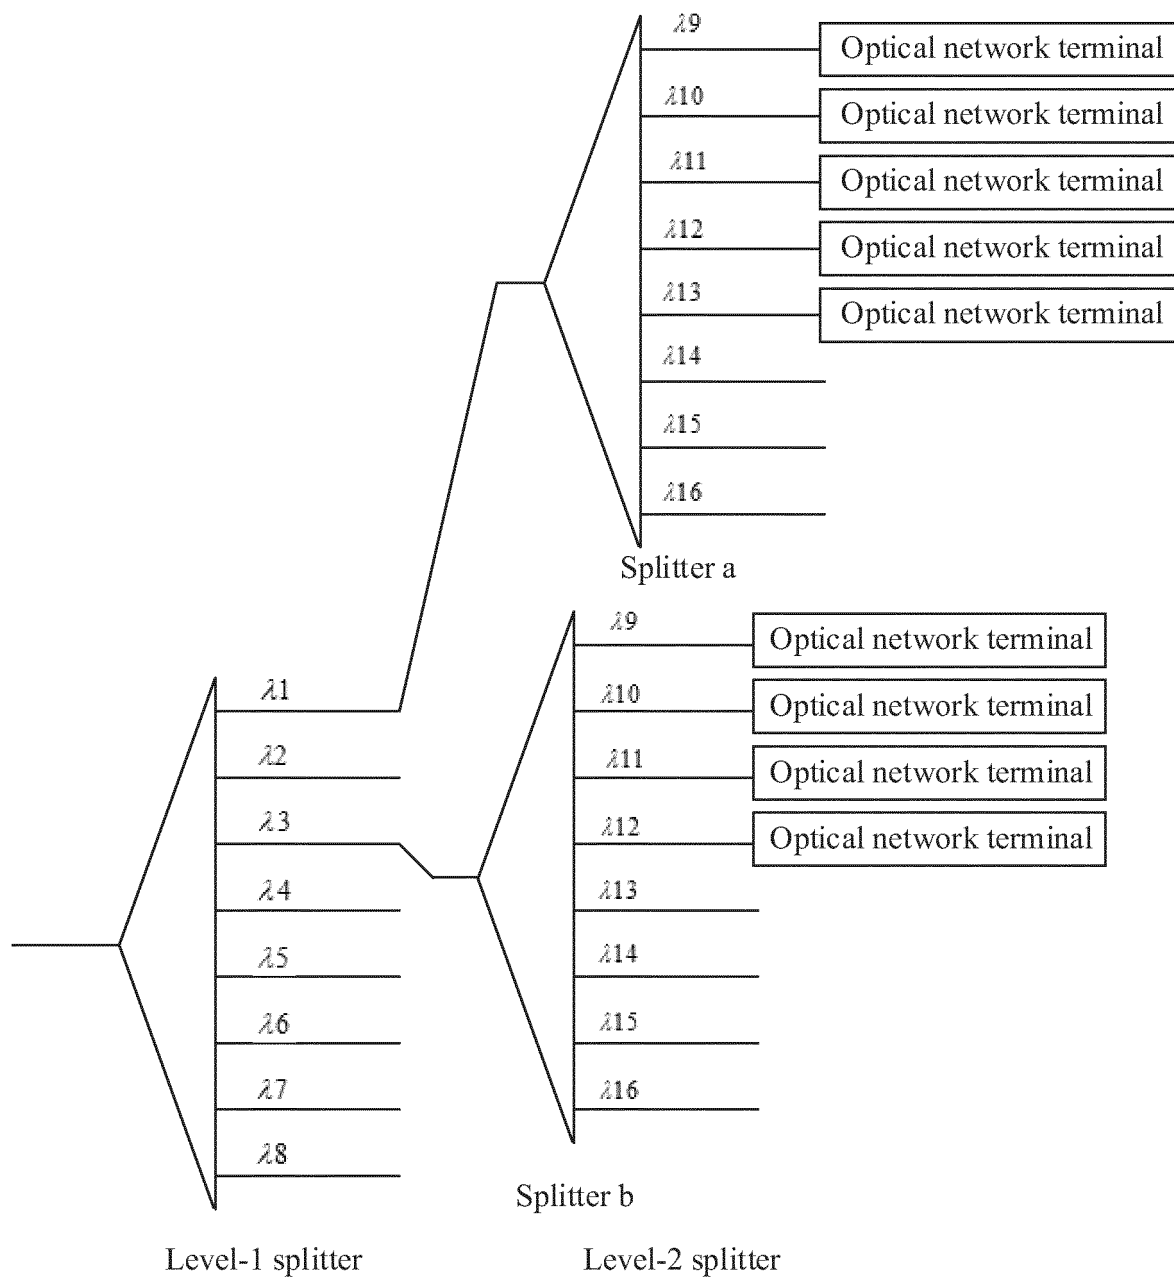 λ9
Optical network terminal
λ10
Optical network terminal
λ11
Optical network terminal
λ12
Optical network terminal
λ13
Optical network terminal
λ14
λ15
λ16
Splitter a
λ9
Optical network terminal
λ10
Optical network terminal
λ11
Optical network terminal
λ12
Optical network terminal
λ13
λ14
λ15
λ16
Splitter b
λ1
λ2
λ3
λ4
λ5
λ6
λ7
λ8
Level-1 splitter
Level-2 splitter